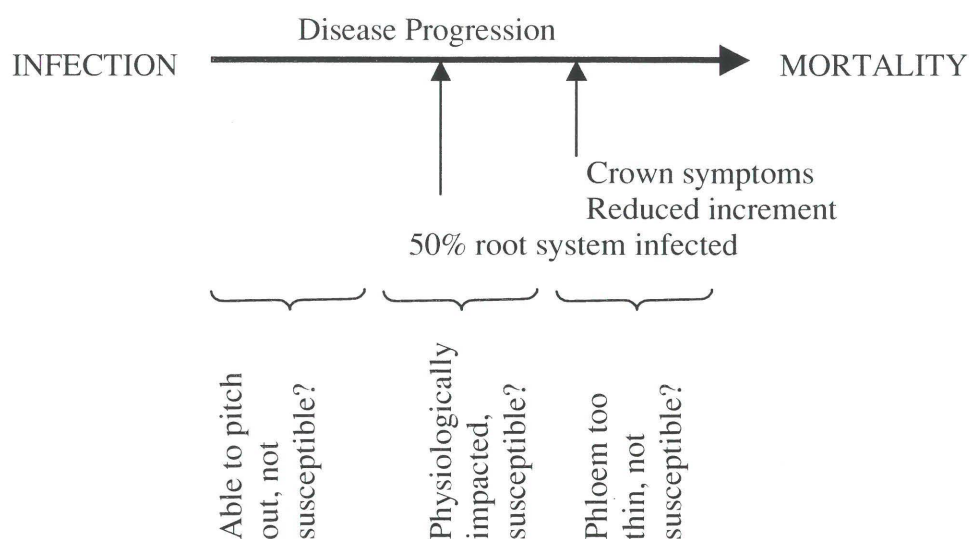 Disease Progression
INFECTION
MORTALITY
Crown symptoms
Reduced increment
50% root system infected
Able to pitch
out, not
susceptible?
Physiologically
impacted,
susceptible?
Phloem too
thin, not
susceptible?